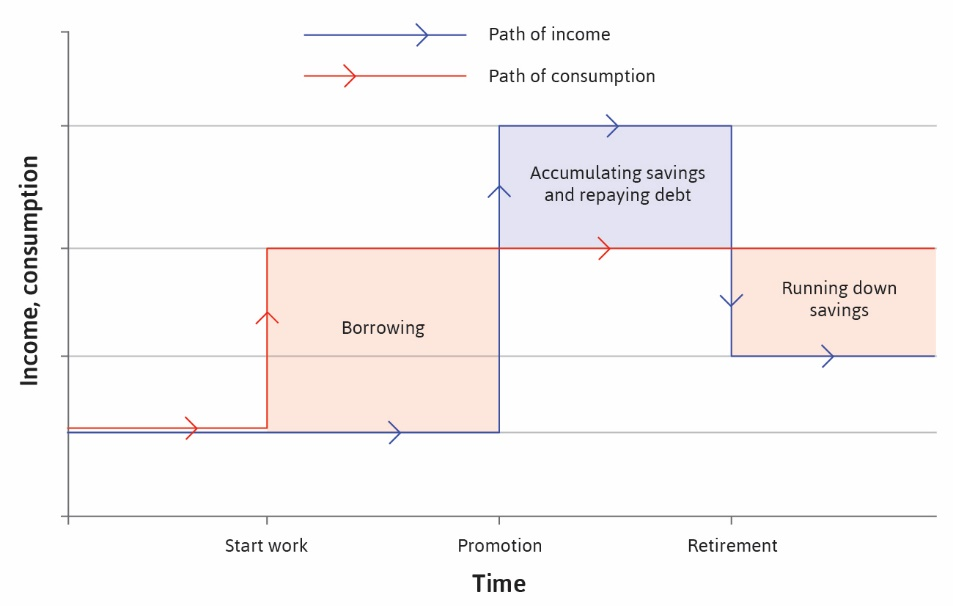 Path of income
Path of consumption
Income, consumption
Accumulating savings
and repaying debt
Borrowing
Running down
savings
Start work
Promotion
Retirement
Time